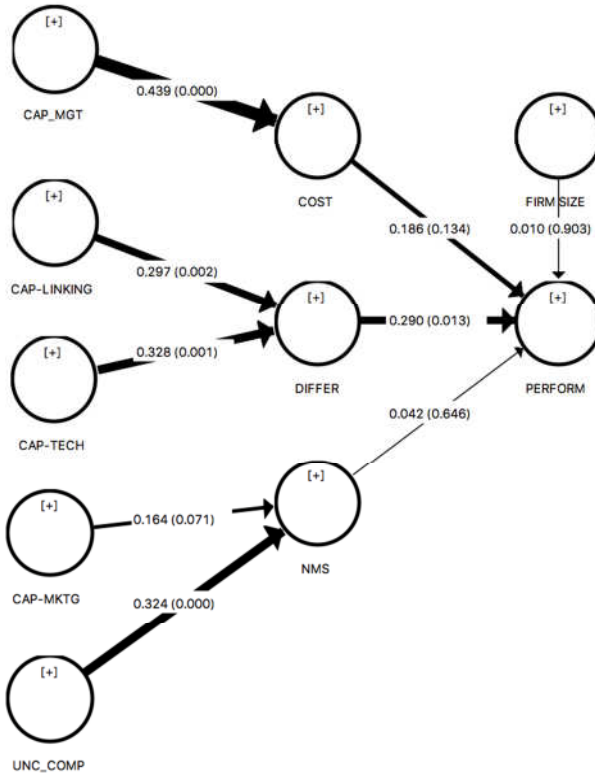 [+]
CAP_MGT
0.439 (0.000)
[+]
COST
[+]
FIRM SIZE
0.186 (0.134)
0.010 (0.903)
[+]
CAP-LINKING
0.297 (0.002)
[+]
DIFFER
0.290 (0.013)
[+]
PERFORM
[+]
CAP-TECH
0.328 (0.001)
0.042 (0.646)
[+]
CAP-MKTG
0.164 (0.071)
[+]
NMS
0.324 (0.000)
[+]
UNC_COMP